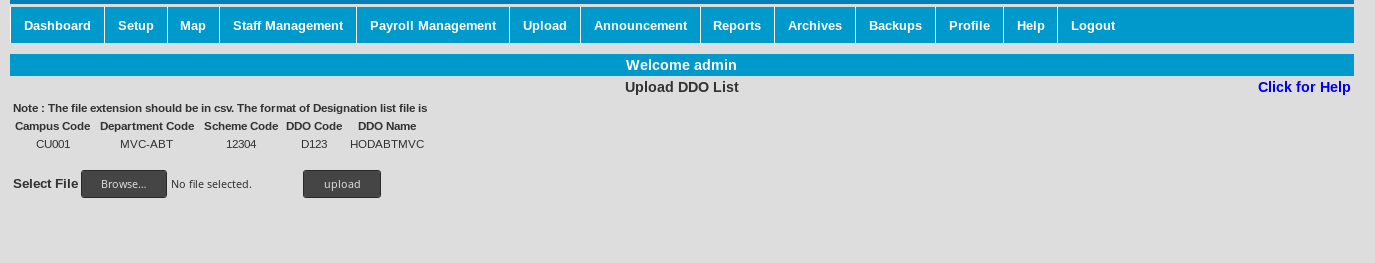 Dashboard Setup Map Staff Management Payroll Management Upload Announcement Reports Archives Backups Profile Help Logout
Welcome admin
Upload DDO List Click for Help
Note : The file extension should be in csv. The format of Designation list file is
Campus Code Department Code Scheme Code DDO Code DDO Name
CU001 MVC-ABT 12304 D123 HODABTMVC
Select File Browse... No file selected. upload